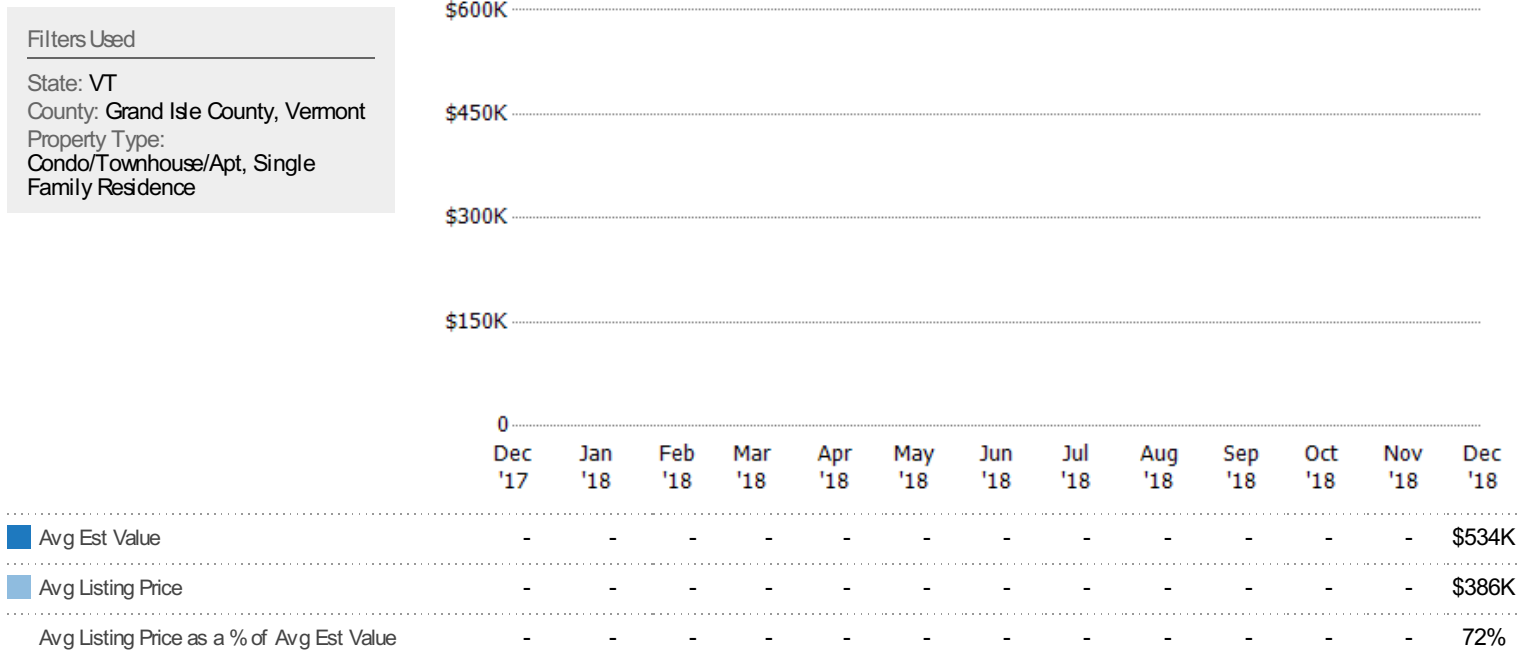 Filters Used
State: VT
County: Grand Isle County, Vermont
Property Type:
Condo/Townhouse/Apt, Single
Family Residence
$600K
$450K
$300K
$150K
0
Dec '17 Jan '18 Feb '18 Mar '18 Apr '18 May '18 Jun '18 Jul '18 Aug '18 Sep '18 Oct '18 Nov '18 Dec '18
Avg Est Value - - - - - - - - - - - - $534K
Avg Listing Price - - - - - - - - - - - - $386K
Avg Listing Price as a % of Avg Est Value - - - - - - - - - - - - 72%